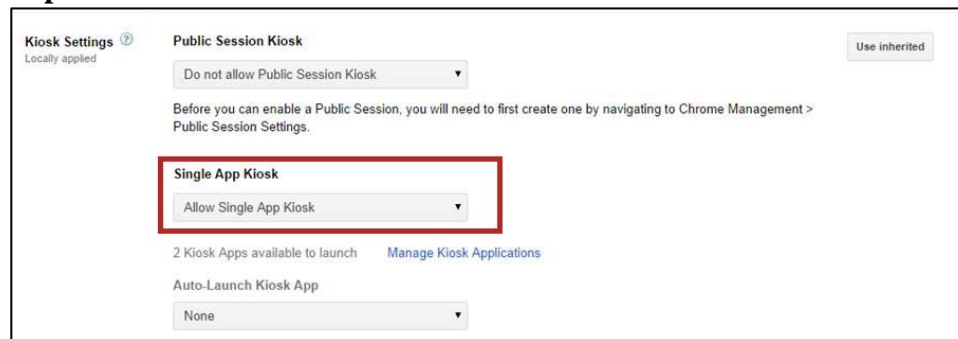 Kiosk Settings ?
Locally applied
Public Session Kiosk
Use inherited
Do not allow Public Session Kiosk
Before you can enable a Public Session, you will need to first create one by navigating to Chrome Management >
Public Session Settings.
Single App Kiosk
Allow Single App Kiosk
2 Kiosk Apps available to launch Manage Kiosk Applications
Auto-Launch Kiosk App
None